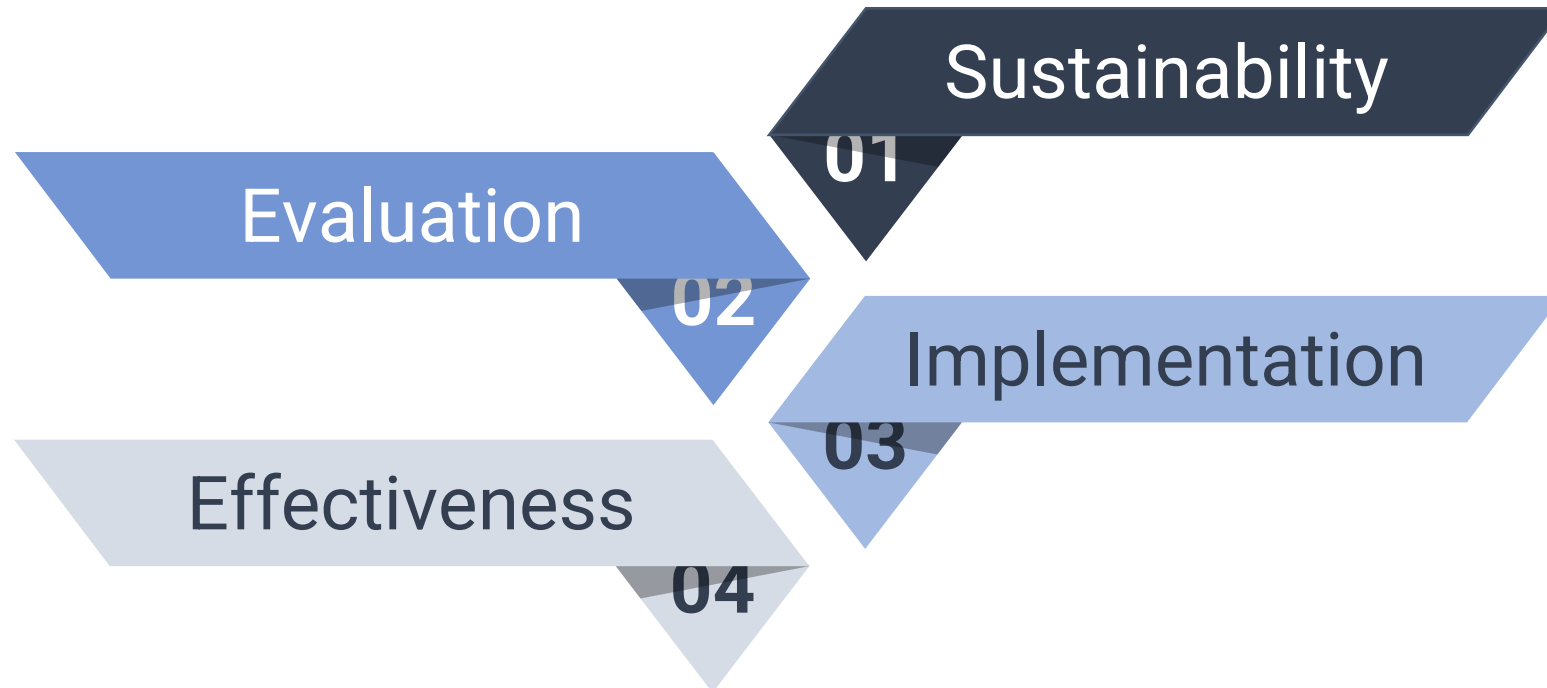 Sustainability
01
Evaluation
02
Implementation
03
Effectiveness
04